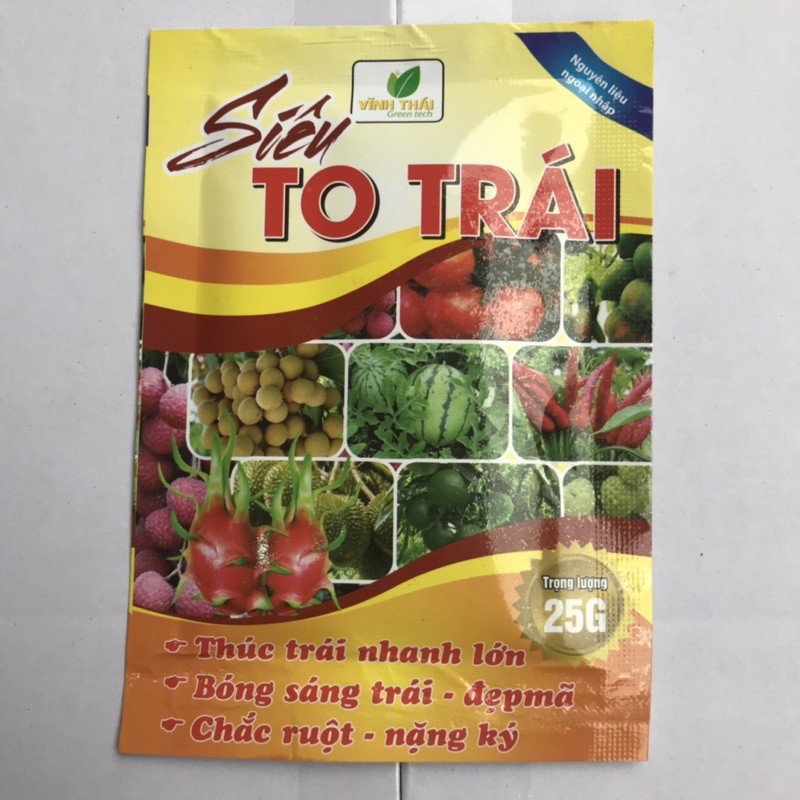 Nguyên liệu
ngoại nhập
VĨNH THÁI
Green tech
Siêu
TO TRÁI
Trọng lượng
25G
Thúc trái nhanh lớn
Bóng sáng trái - đẹpmã
Chắc ruột - nặng ký